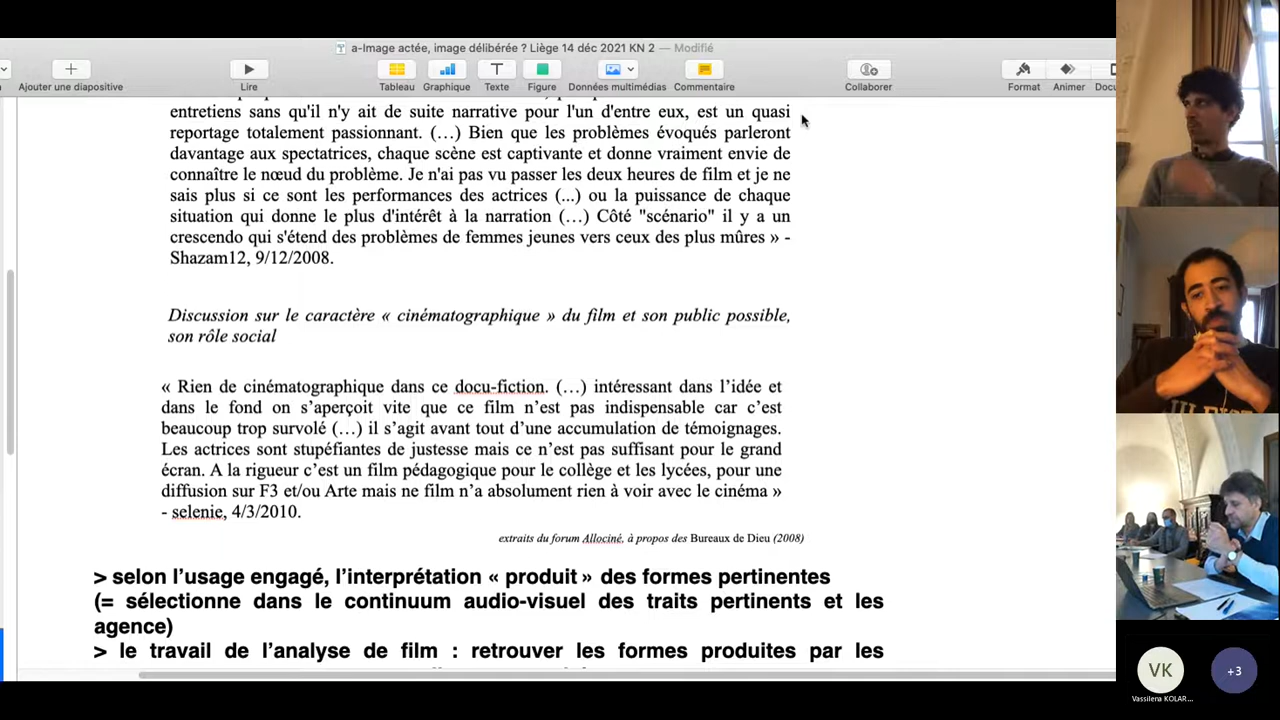 a-Image actée, image délibérée ? Liège 14 déc 2021 KN 2 — Modifié
Ajouter une diapositive
Lire
Tableau
Graphique
Texte
Figure
Données multimédias
Commentaire
Collaborer
Format
Animer
entretiens sans qu'il n'y ait de suite narrative pour l'un d'entre eux, est un quasi
reportage totalement passionnant. (…) Bien que les problèmes évoqués parleront
davantage aux spectatrices, chaque scène est captivante et donne vraiment envie de
connaître le nœud du problème. Je n'ai pas vu passer les deux heures de film et je ne
sais plus si ce sont les performances des actrices (...) ou la puissance de chaque
situation qui donne le plus d'intérêt à la narration (…) Côté "scénario" il y a un
crescendo qui s'étend des problèmes de femmes jeunes vers ceux des plus mûres » -
Shazam12, 9/12/2008.
Discussion sur le caractère « cinématographique » du film et son public possible,
son rôle social
« Rien de cinématographique dans ce docu-fiction. (…) intéressant dans l’idée et
dans le fond on s’aperçoit vite que ce film n’est pas indispensable car c’est
beaucoup trop survolé (…) il s’agit avant tout d’une accumulation de témoignages.
Les actrices sont stupéfiantes de justesse mais ce n’est pas suffisant pour le grand
écran. A la rigueur c’est un film pédagogique pour le collège et les lycées, pour une
diffusion sur F3 et/ou Arte mais ne film n’a absolument rien à voir avec le cinéma »
- selenie, 4/3/2010.
extraits du forum Allociné, à propos des Bureaux de Dieu (2008)
> selon l’usage engagé, l’interprétation « produit » des formes pertinentes
(= sélectionne dans le continuum audio-visuel des traits pertinents et les
agence)
> le travail de l’analyse de film : retrouver les formes produites par les
VK
+3
Vassilena KOLAR...